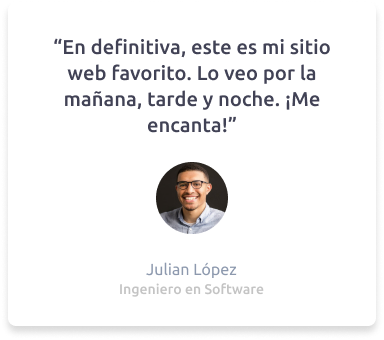 “En definitiva, este es mi sitio
web favorito. Lo veo por la
mañana, tarde y noche. ¡Me
encanta!”
Julian López
Ingeniero en Software